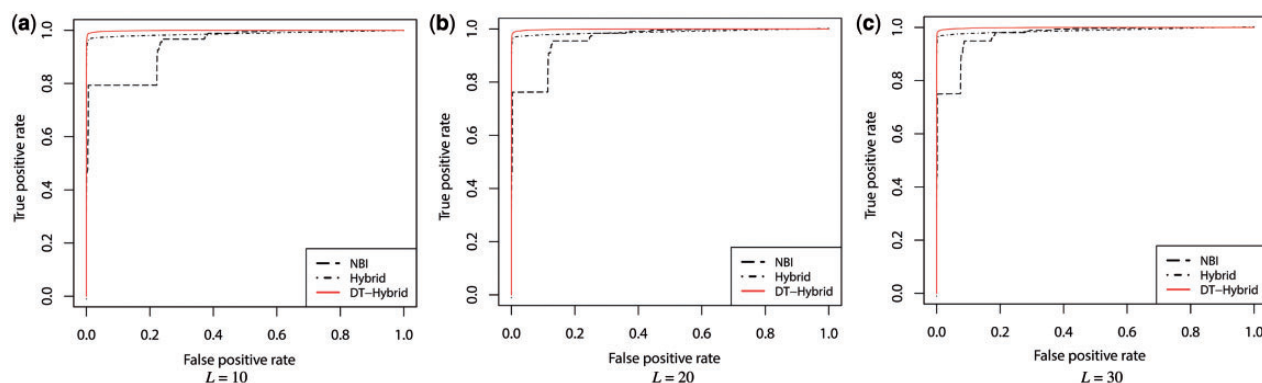 (a)
True positive rate
1.0
0.8
0.6
0.4
0.2
0.0
NBI
Hybrid
DT−Hybrid
0.0 0.2 0.4 0.6 0.8 1.0
False positive rate
L = 10
(b)
True positive rate
1.0
0.8
0.6
0.4
0.2
0.0
NBI
Hybrid
DT−Hybrid
0.0 0.2 0.4 0.6 0.8 1.0
False positive rate
L = 20
(c)
True positive rate
1.0
0.8
0.6
0.4
0.2
0.0
NBI
Hybrid
DT−Hybrid
0.0 0.2 0.4 0.6 0.8 1.0
False positive rate
L = 30